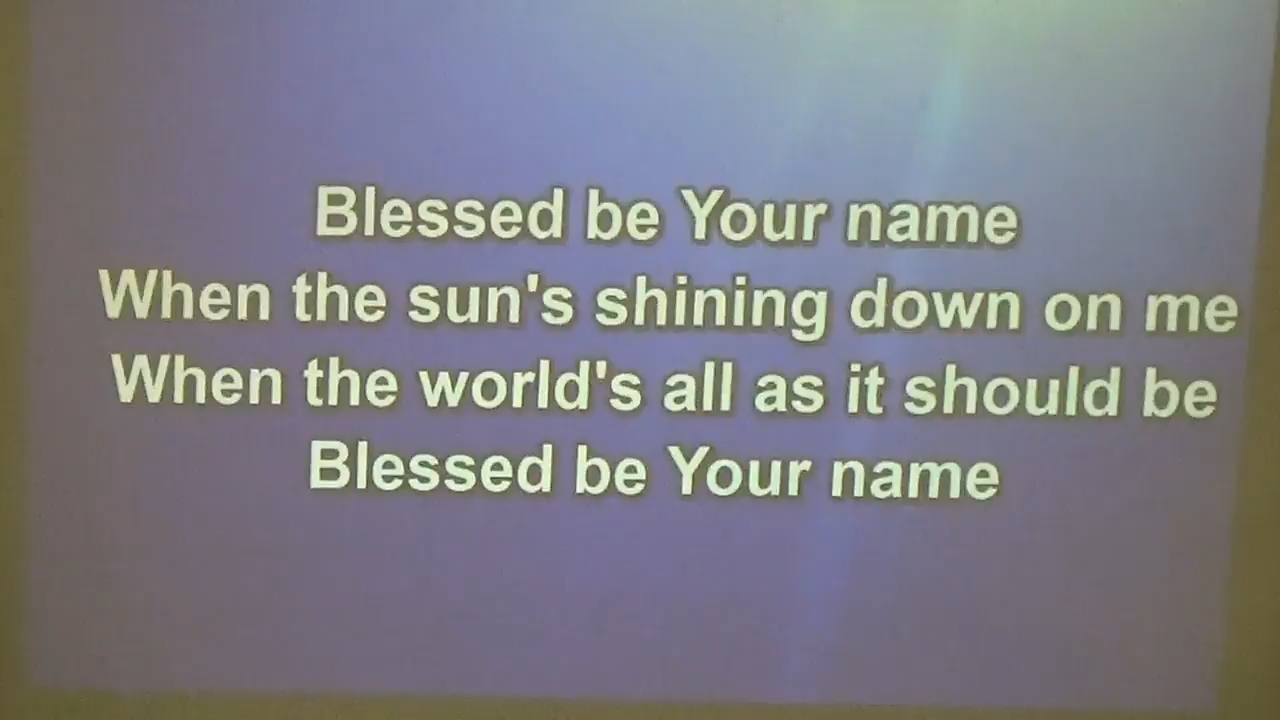 Blessed be Your name
When the sun's shining down on me
When the world's all as it should be
Blessed be Your name